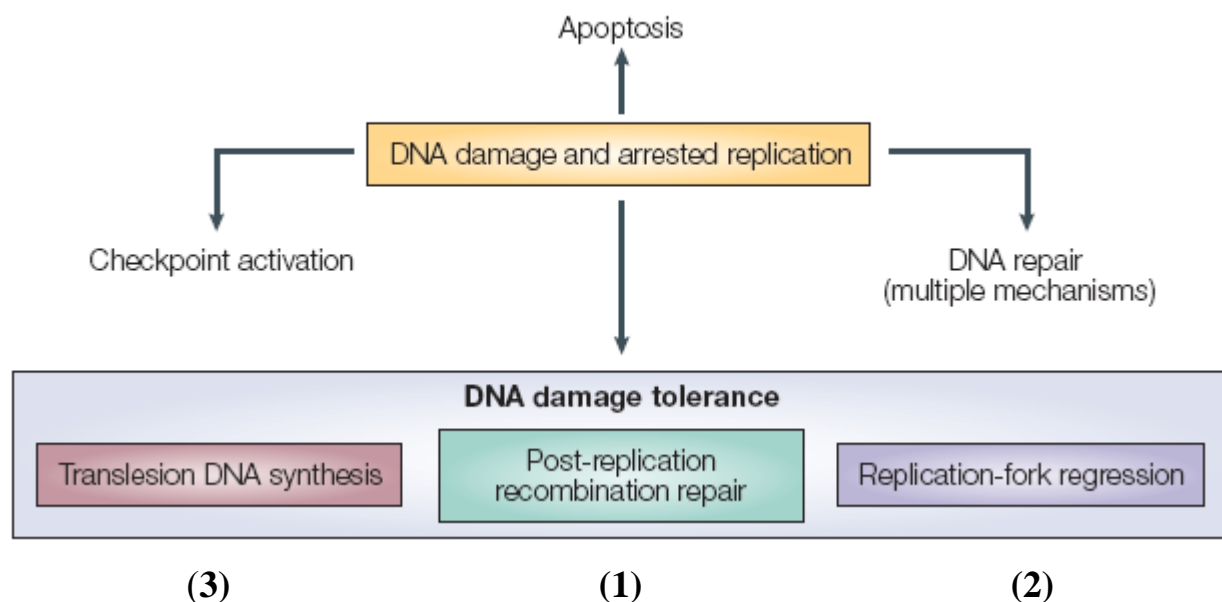 Apoptosis
DNA damage and arrested replication
Checkpoint activation
DNA repair
(multiple mechanisms)
DNA damage tolerance
Translesion DNA synthesis
Post-replication
recombination repair
Replication-fork regression
(3)
(1)
(2)